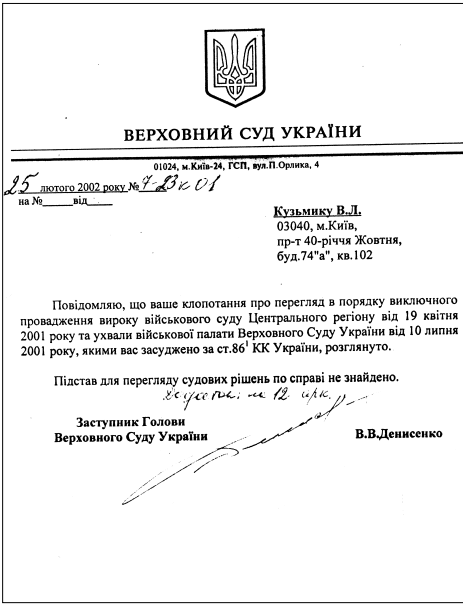 ВЕРХОВНИЙ СУД УКРАЇНИ
01024, м.Київ-24, ГСП, вул.П.Орлика, 4
25 лютого 2002 року № 7-23к01
на №_____від____
Кузьмику В.Л.
03040, м.Київ,
пр-т 40-річчя Жовтня,
буд.74"а", кв.102
Повідомляю, що ваше клопотання про перегляд в порядку виключного
провадження вироку військового суду Центрального регіону від 19 квітня
2001 року та ухвали військової палати Верховного Суду України від 10 липня
2001 року, якими вас засуджено за ст.86¹ КК України, розглянуто.
Підстав для перегляду судових рішень по справі не знайдено.
Додаток: на 12 арк.
Заступник Голови
Верховного Суду України
В.В.Денисенко